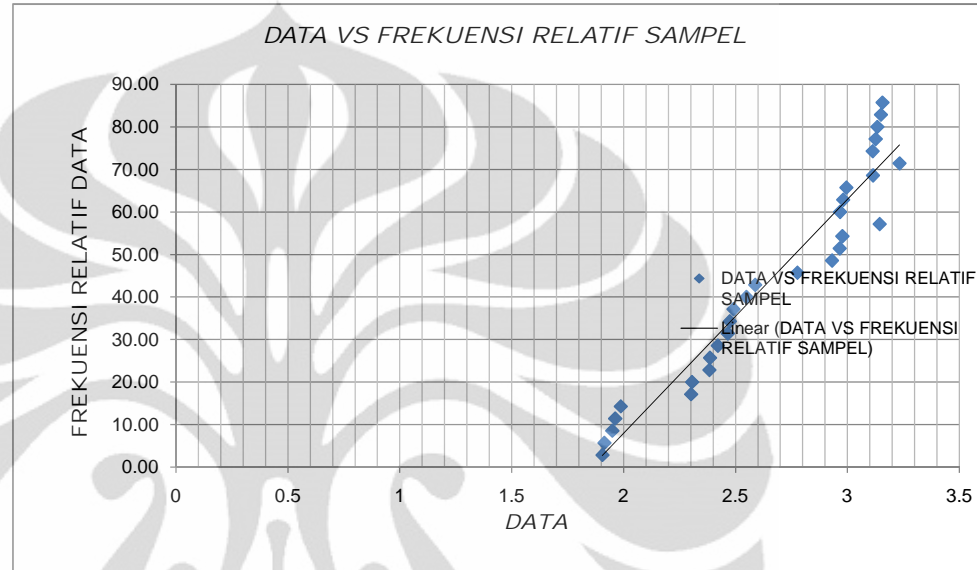 DATA VS FREKUENSI RELATIF SAMPEL
FREKUENSI RELATIF DATA
90.00
80.00
70.00
60.00
50.00
40.00
30.00
20.00
10.00
0.00
0 0.5 1 1.5 2 2.5 3 3.5
DATA
DATA VS FREKUENSI RELATIF
SAMPEL
Linear (DATA VS FREKUENSI
RELATIF SAMPEL)